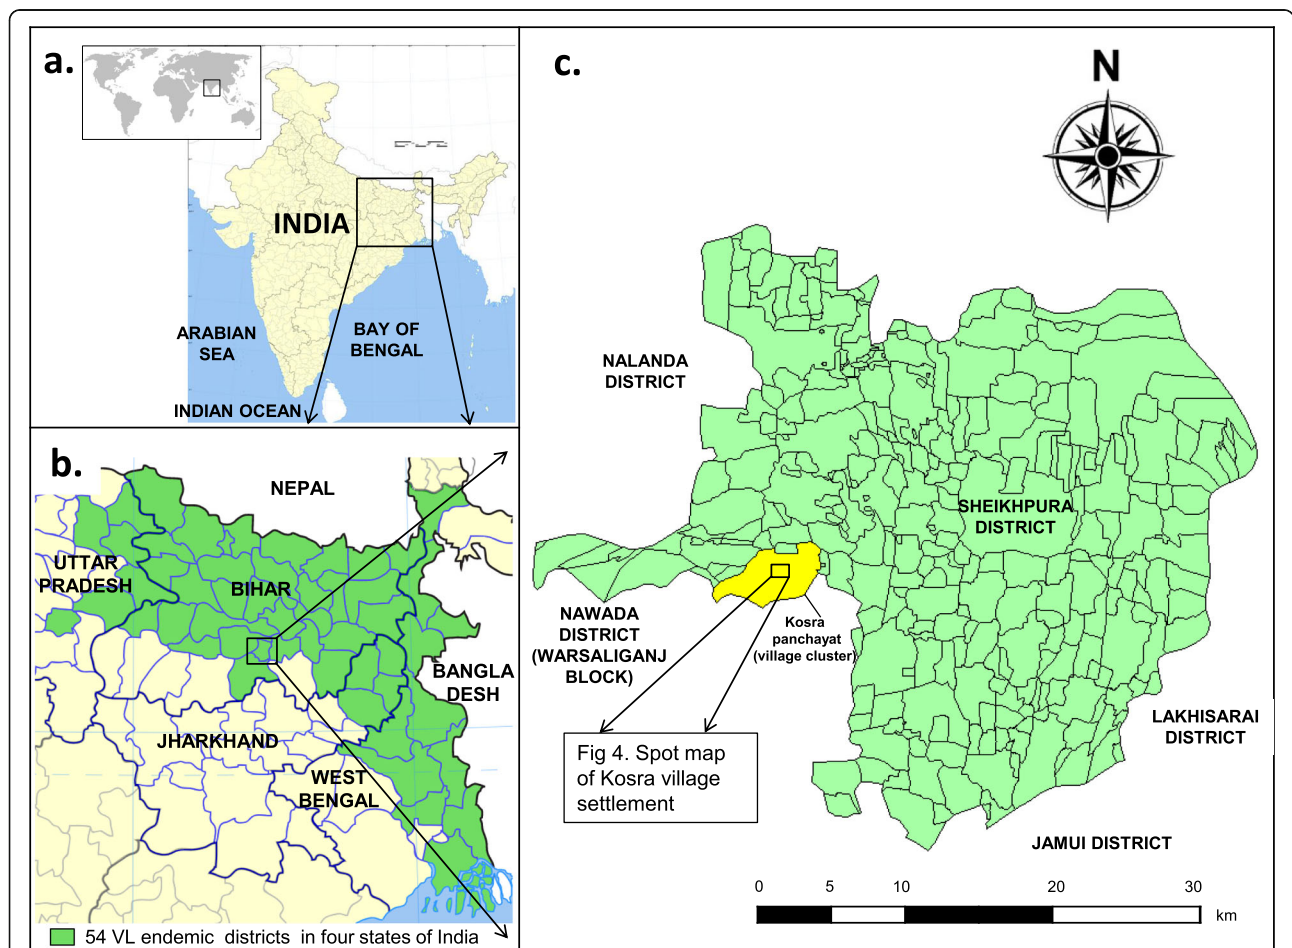 a.
INDIA
ARABIAN
SEA
BAY OF
BENGAL
INDIAN OCEAN
b.
NEPAL
UTTAR
PRADESH
BIHAR
BANGLA
DESH
JHARKHAND
WEST
BENGAL
54 VL endemic districts in four states of India
c.
N
NALANDA
DISTRICT
SHEIKHPURA
DISTRICT
NAWADA
DISTRICT
(WARSALIGANJ
BLOCK)
Kosra
panchayat
(village cluster)
LAKHISARAI
DISTRICT
Fig 4. Spot map
of Kosra village
settlement
JAMUI DISTRICT
0 5 10 20 30
km